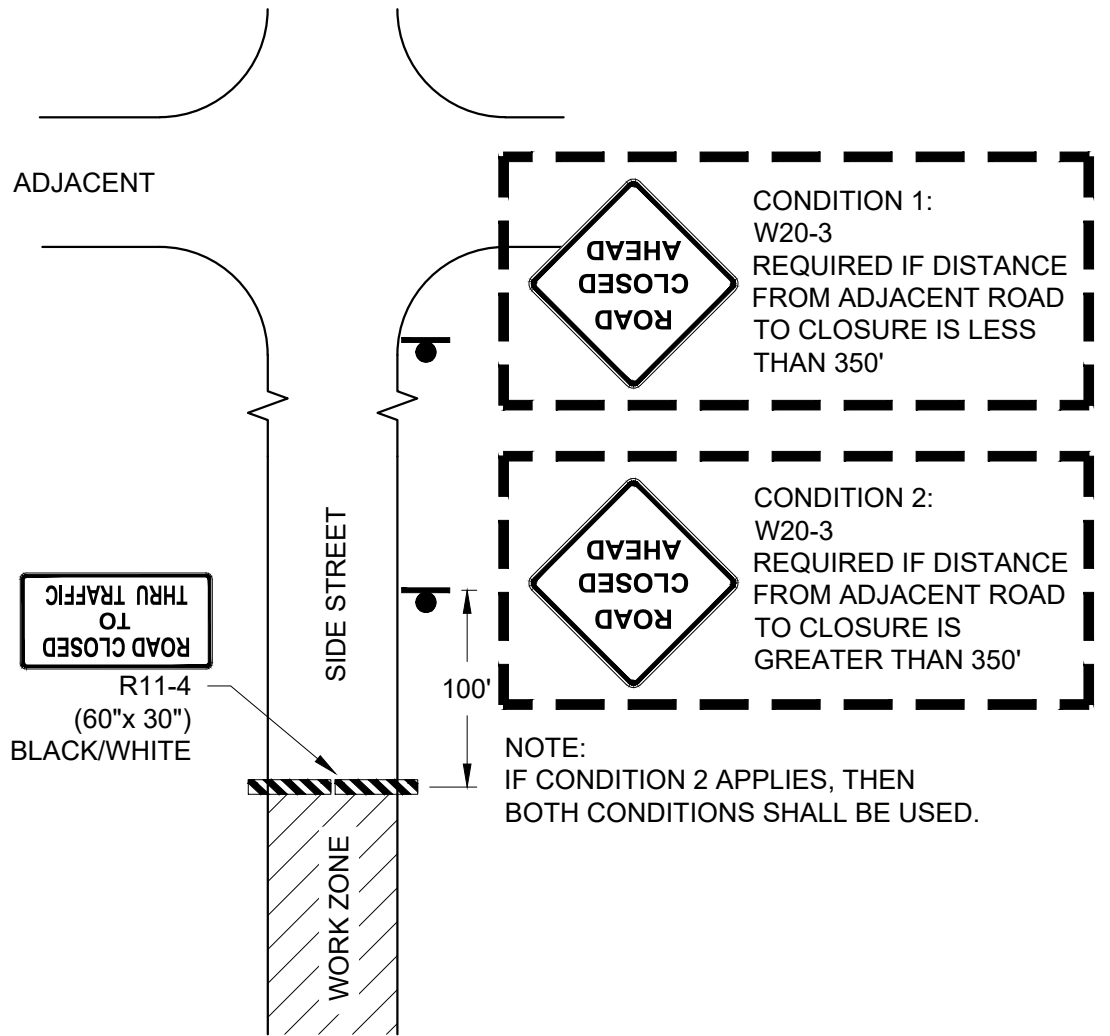 ADJACENT
ROAD
CLOSED
AHEAD
CONDITION 1:
W20-3
REQUIRED IF DISTANCE
FROM ADJACENT ROAD
TO CLOSURE IS LESS
THAN 350'
ROAD
CLOSED
AHEAD
CONDITION 2:
W20-3
REQUIRED IF DISTANCE
FROM ADJACENT ROAD
TO CLOSURE IS
GREATER THAN 350'
SIDE STREET
ROAD CLOSED
TO
THRU TRAFFIC
R11-4
(60"x 30")
BLACK/WHITE
100'
NOTE:
IF CONDITION 2 APPLIES, THEN
BOTH CONDITIONS SHALL BE USED.
WORK ZONE